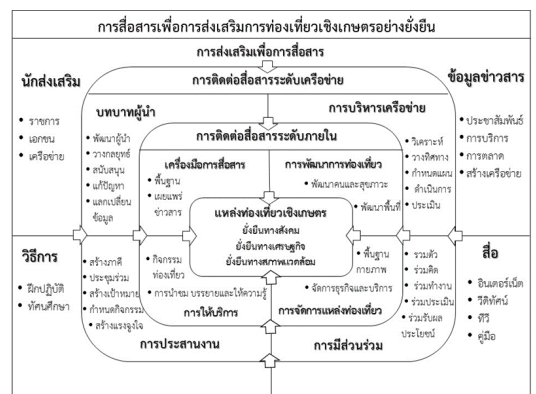 การสื่อสารเพื่อการส่งเสริมการท่องเที่ยวเชิงเกษตรอย่างยั่งยืน
การส่งเสริมเพื่อการสื่อสาร
นักส่งเสริม
• ราชการ
• เอกชน
• เครือข่าย
ข้อมูลข่าวสาร
• ประชาสัมพันธ์
• การบริการ
• การตลาด
• สร้างเครือข่าย
การติดต่อสื่อสารระดับเครือข่าย
บทบาทผู้นำ
• พัฒนาผู้นำ
• วางกลยุทธ์
• สนับสนุน
• แก้ปัญหา
• แลกเปลี่ยน
ข้อมูล
การบริหารเครือข่าย
• วิเคราะห์
• วางทิศทาง
• กำหนดแผน
• ดำเนินการ
• ประเมิน
การติดต่อสื่อสารระดับภายใน
เครื่องมือการสื่อสาร
• พื้นฐาน
• เผยแพร่
ข่าวสาร
การพัฒนาการท่องเที่ยว
• พัฒนาคนและสุขภาวะ
• พัฒนาพื้นที่
แหล่งท่องเที่ยวเชิงเกษตร
ยั่งยืนทางสังคม
ยั่งยืนทางเศรษฐกิจ
ยั่งยืนทางสภาพแวดล้อม
• กิจกรรม
ท่องเที่ยว
• การนำชม บรรยายและให้ความรู้
การให้บริการ
• พื้นฐาน
กายภาพ
• จัดการธุรกิจและบริการ
การจัดการแหล่งท่องเที่ยว
• สร้างภาคี
• ประชุมร่วม
• สร้างเป้าหมาย
• กำหนดกิจกรรม
• สร้างแรงจูงใจ
การประสานงาน
• รวมตัว
• ร่วมคิด
• ร่วมทำงาน
• ร่วมประเมิน
• ร่วมรับผล
ประโยชน์
การมีส่วนร่วม
วิธีการ
• ฝึกปฏิบัติ
• ทัศนศึกษา
สื่อ
• อินเตอร์เน็ต
• วีดิทัศน์
• ทีวี
• คู่มือ